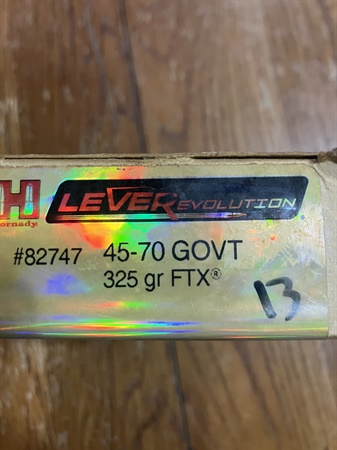 H
ornady
LEVEREVOLUTION
#82747 45-70 GOVT
325 gr FTX®
13